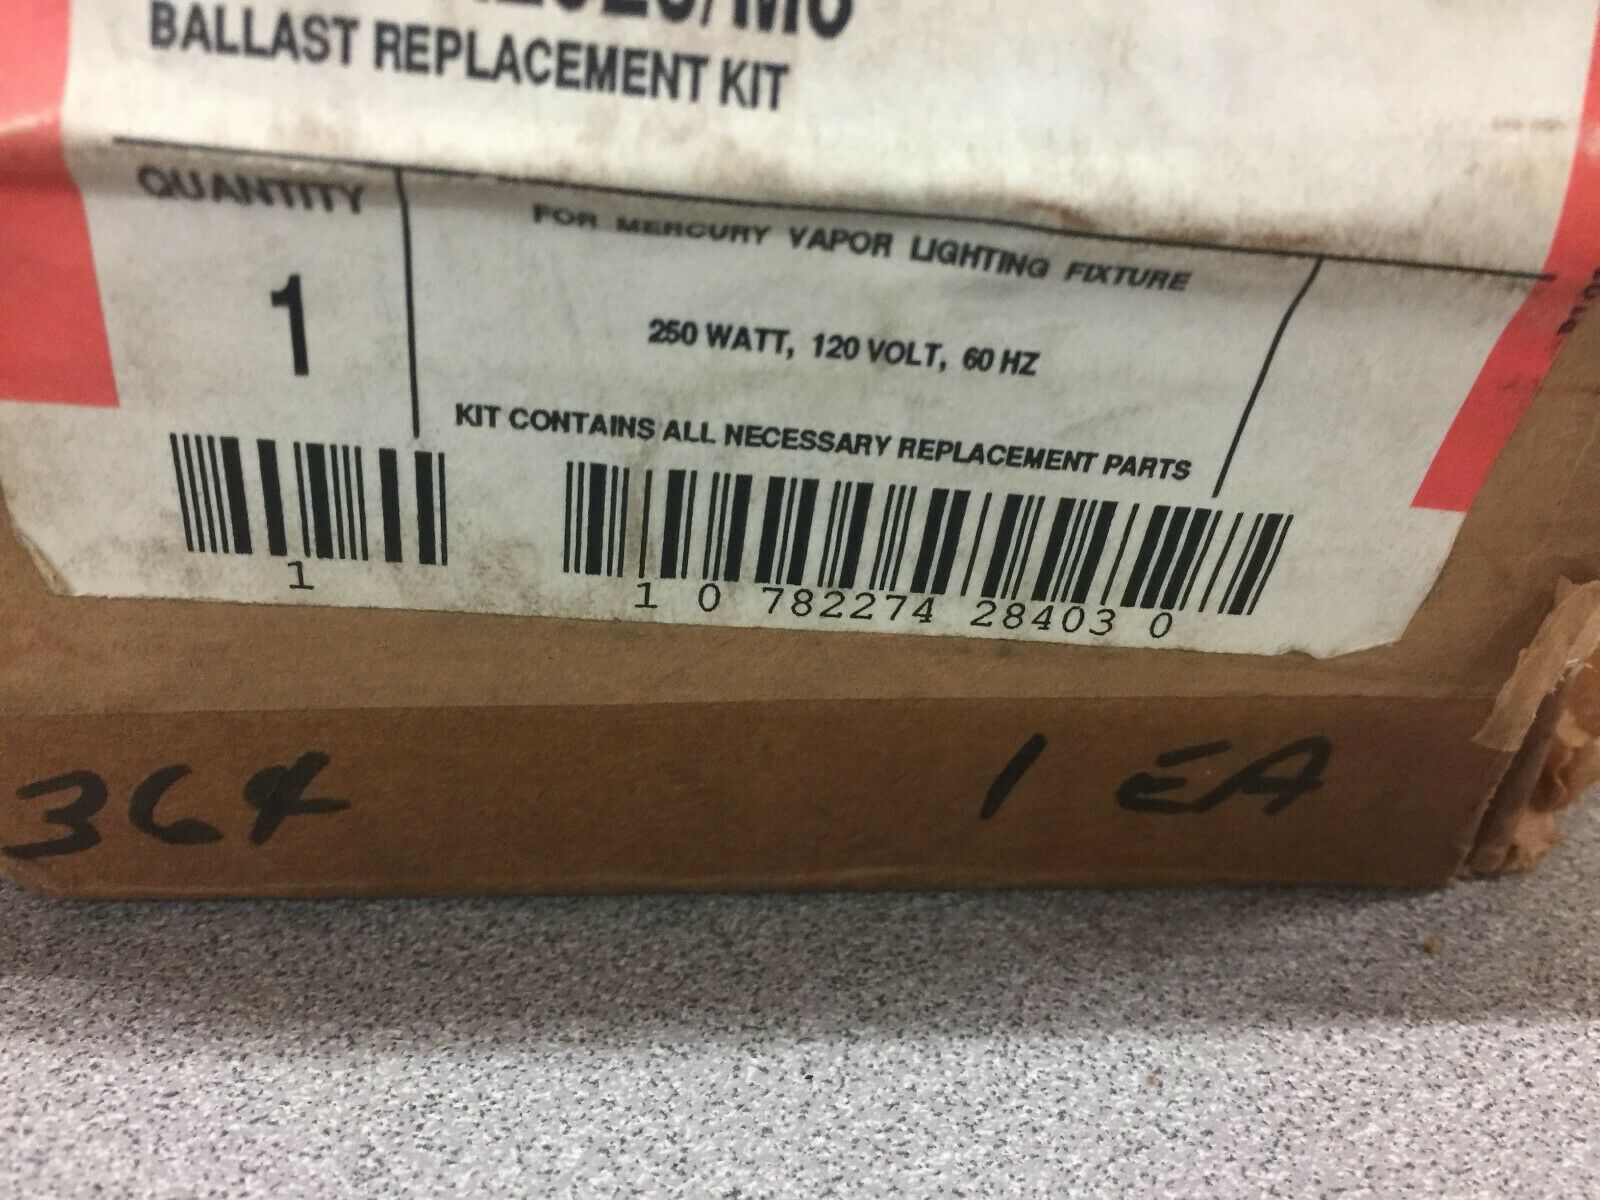 BALLAST REPLACEMENT KIT
QUANTITY
1
FOR MERCURY VAPOR LIGHTING FIXTURE
250 WATT, 120 VOLT, 60 HZ
KIT CONTAINS ALL NECESSARY REPLACEMENT PARTS
1
1 0 782274 28403 0
364 1 EA